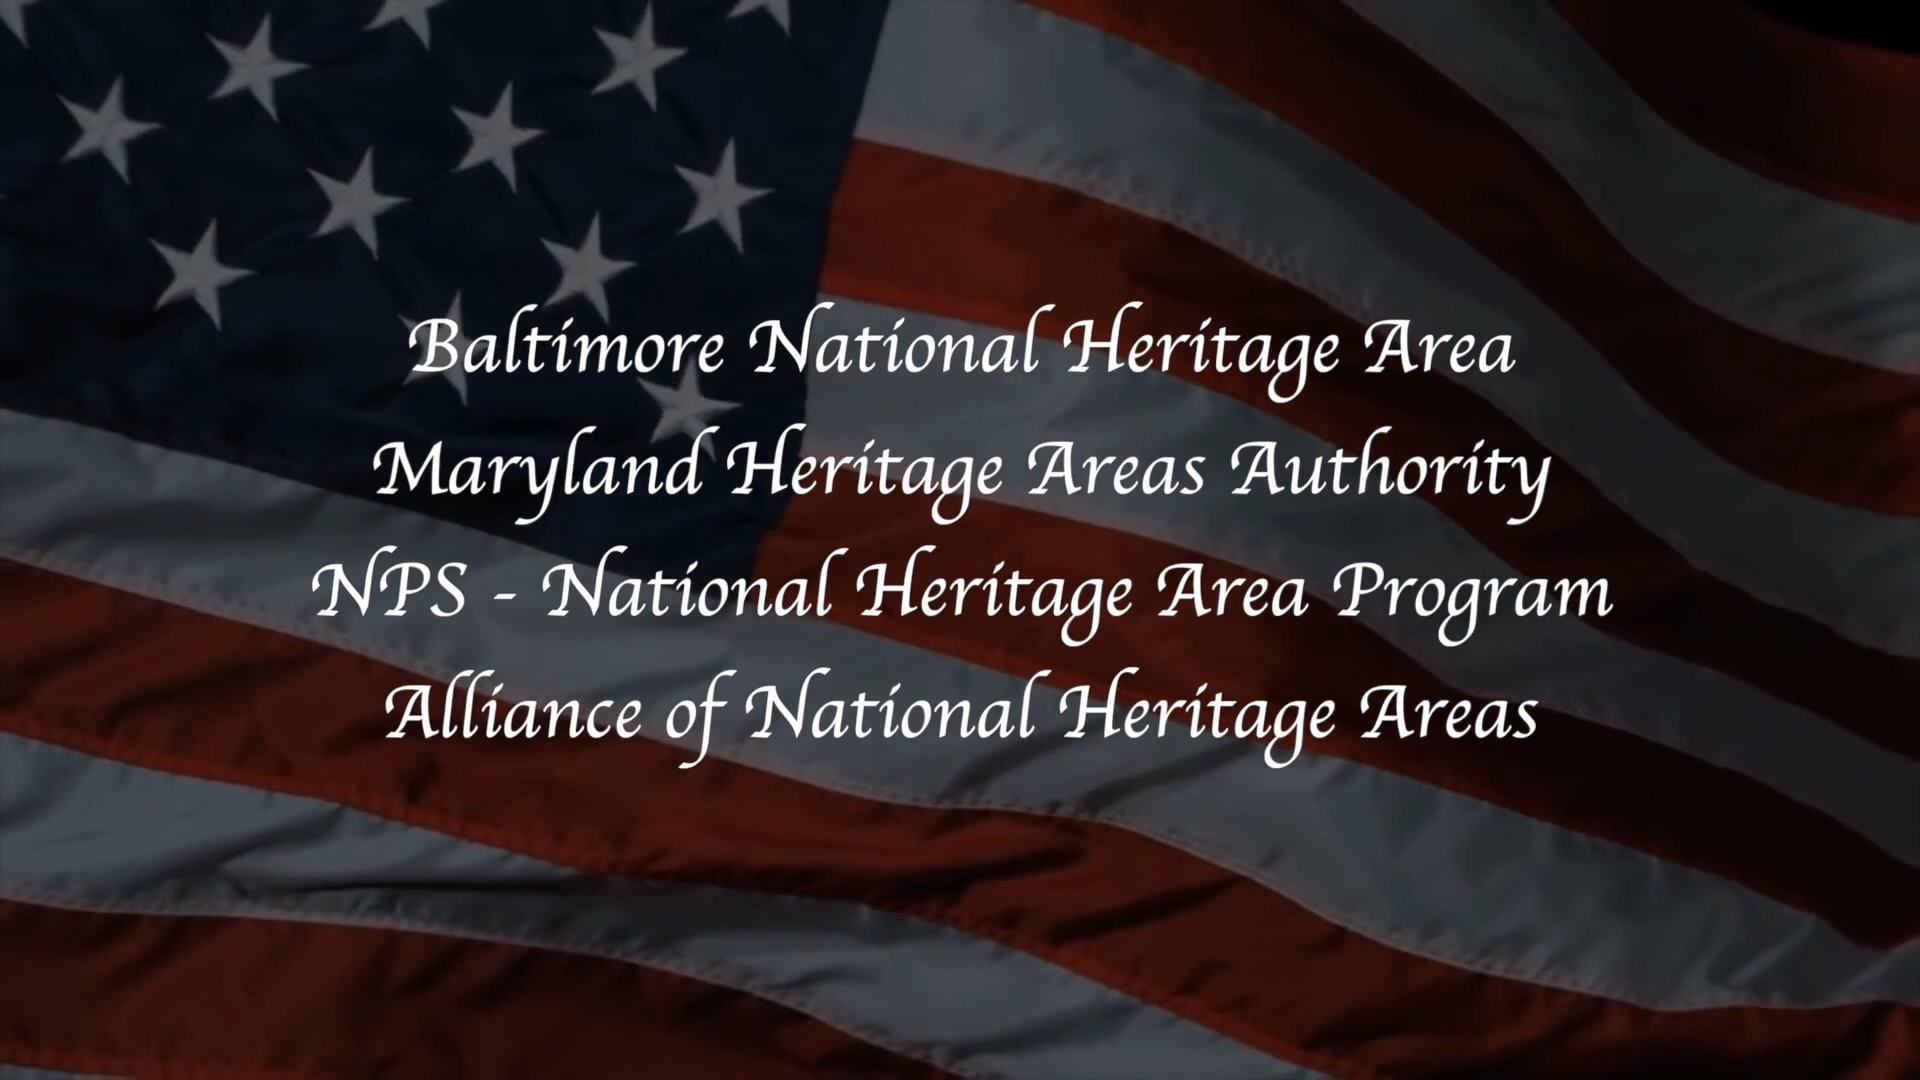 Baltimore National Heritage Area
Maryland Heritage Areas Authority
NPS - National Heritage Area Program
Alliance of National Heritage Areas